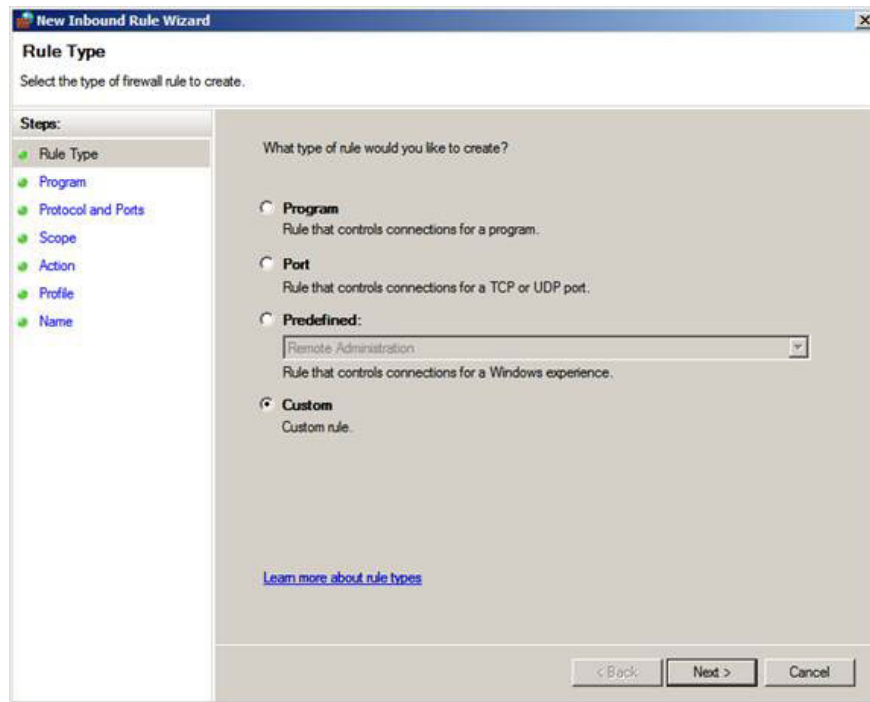 New Inbound Rule Wizard
Rule Type
Select the type of firewall rule to create.
Steps:
Rule Type
Program
Protocol and Ports
Scope
Action
Profile
Name
What type of rule would you like to create?
Program
Rule that controls connections for a program.
Port
Rule that controls connections for a TCP or UDP port.
Predefined:
Remote Administration
Rule that controls connections for a Windows experience.
Custom
Custom rule.
Learn more about rule types
< Back
Next >
Cancel